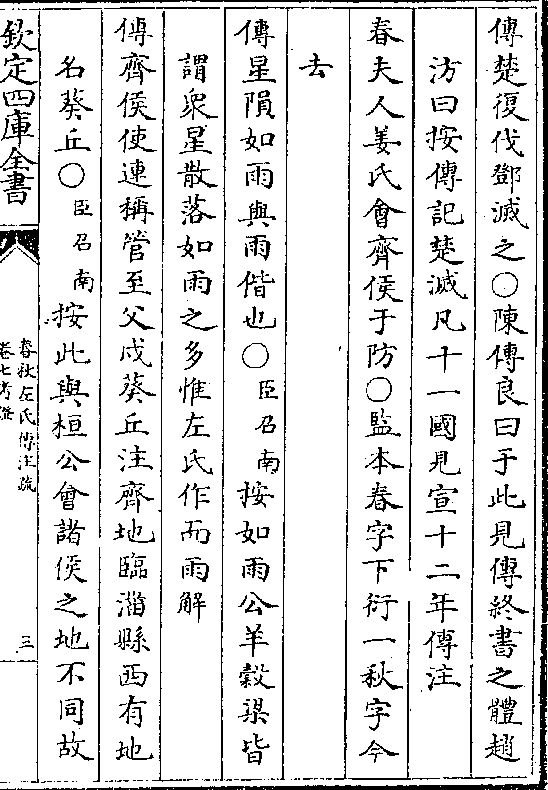 傳楚復伐鄧滅之〇陳傅良曰于此見傳終書之體趙
汸曰按傳記楚滅凡十一國見宣十二年傳注
春夫人姜氏會齊侯于防〇監本春字下衍一秋字今
去
傳星隕如雨與雨偕也〇臣召南按如雨公羊穀梁皆
謂衆星散落如雨之多惟左氏作而雨解
傳齊侯使連稱管至父戍葵丘注齊地臨淄縣西有地
名葵丘〇臣召南按此與桓公會諸侯之地不同故
欽定四庫全書
春秋左氏傳注疏
卷七考證
三